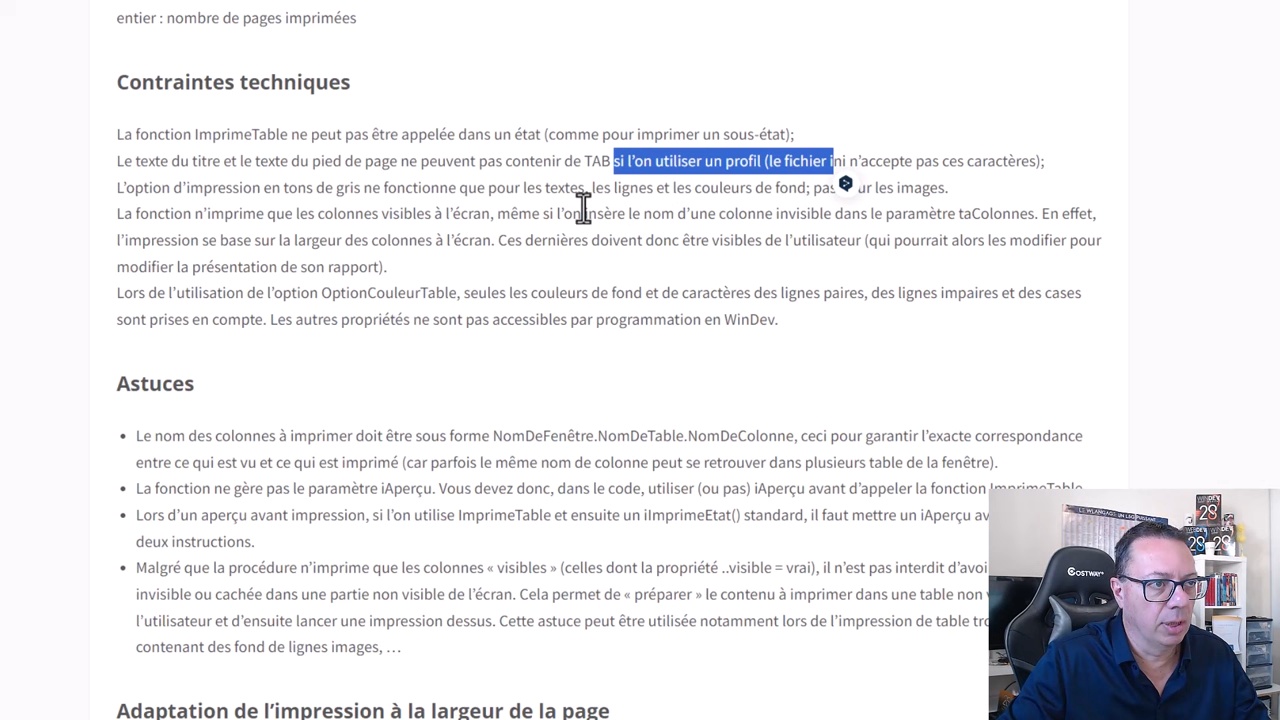 entier : nombre de pages imprimées
Contraintes techniques
La fonction ImprimeTable ne peut pas être appelée dans un état (comme pour imprimer un sous-état);
Le texte du titre et le texte du pied de page ne peuvent pas contenir de TAB si l’on utiliser un profil (le fichier ini n’accepte pas ces caractères);
L’option d’impression en tons de gris ne fonctionne que pour les textes, les lignes et les couleurs de fond; pas ur les images.
La fonction n’imprime que les colonnes visibles à l’écran, même si l’on insère le nom d’une colonne invisible dans le paramètre taColonnes. En effet,
l’impression se base sur la largeur des colonnes à l’écran. Ces dernières doivent donc être visibles de l’utilisateur (qui pourrait alors les modifier pour
modifier la présentation de son rapport).
Lors de l’utilisation de l’option OptionCouleurTable, seules les couleurs de fond et de caractères des lignes paires, des lignes impaires et des cases
sont prises en compte. Les autres propriétés ne sont pas accessibles par programmation en WinDev.
Astuces
• Le nom des colonnes à imprimer doit être sous forme NomDeFenêtre.NomDeTable.NomDeColonne, ceci pour garantir l’exacte correspondance
entre ce qui est vu et ce qui est imprimé (car parfois le même nom de colonne peut se retrouver dans plusieurs table de la fenêtre).
• La fonction ne gère pas le paramètre iAperçu. Vous devez donc, dans le code, utiliser (ou pas) iAperçu avant d’appeler la fonction ImprimeTable
• Lors d’un aperçu avant impression, si l’on utilise ImprimeTable et ensuite un iImprimeEtat() standard, il faut mettre un iAperçu av
deux instructions.
• Malgré que la procédure n’imprime que les colonnes « visibles » (celles dont la propriété ..visible = vrai), il n’est pas interdit d’avoi
invisible ou cachée dans une partie non visible de l’écran. Cela permet de « préparer » le contenu à imprimer dans une table non v
l’utilisateur et d’ensuite lancer une impression dessus. Cette astuce peut être utilisée notamment lors de l’impression de table tro
contenant des fond de lignes images, …
Adaptation de l’impression à la largeur de la page
COSTWAY
28
28
28